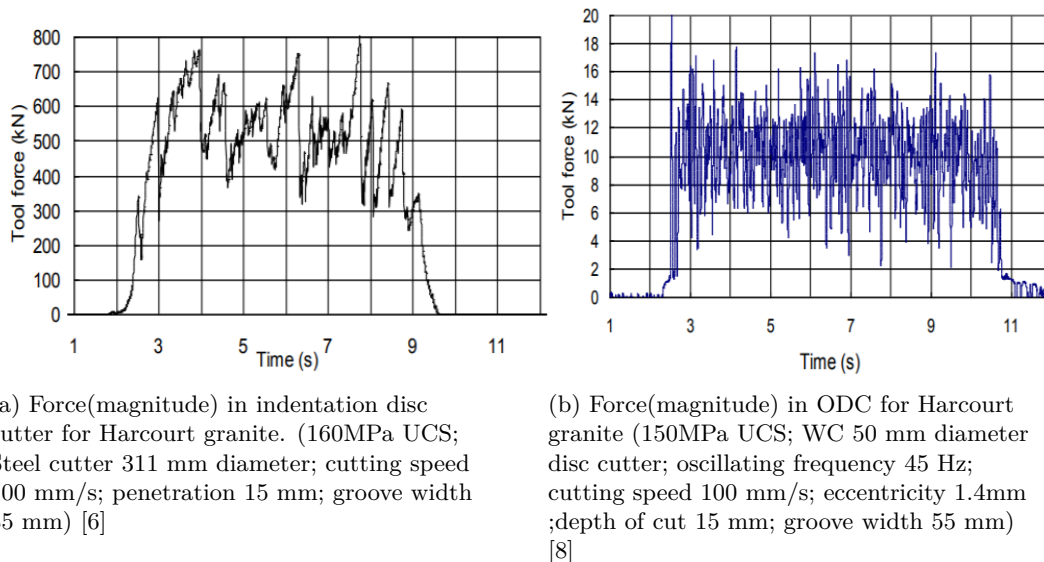 800
700
600
500
400
300
200
100
0
Tool force (kN)
1 3 5 7 9 11
Time (s)
20
18
16
14
12
10
8
6
4
2
0
Tool force (kN)
1 3 5 7 9 11
Time (s)
a) Force(magnitude) in indentation disc
utter for Harcourt granite. (160MPa UCS;
teel cutter 311 mm diameter; cutting speed
00 mm/s; penetration 15 mm; groove width
5 mm) [6]
(b) Force(magnitude) in ODC for Harcourt
granite (150MPa UCS; WC 50 mm diameter
disc cutter; oscillating frequency 45 Hz;
cutting speed 100 mm/s; eccentricity 1.4mm
;depth of cut 15 mm; groove width 55 mm)
[8]